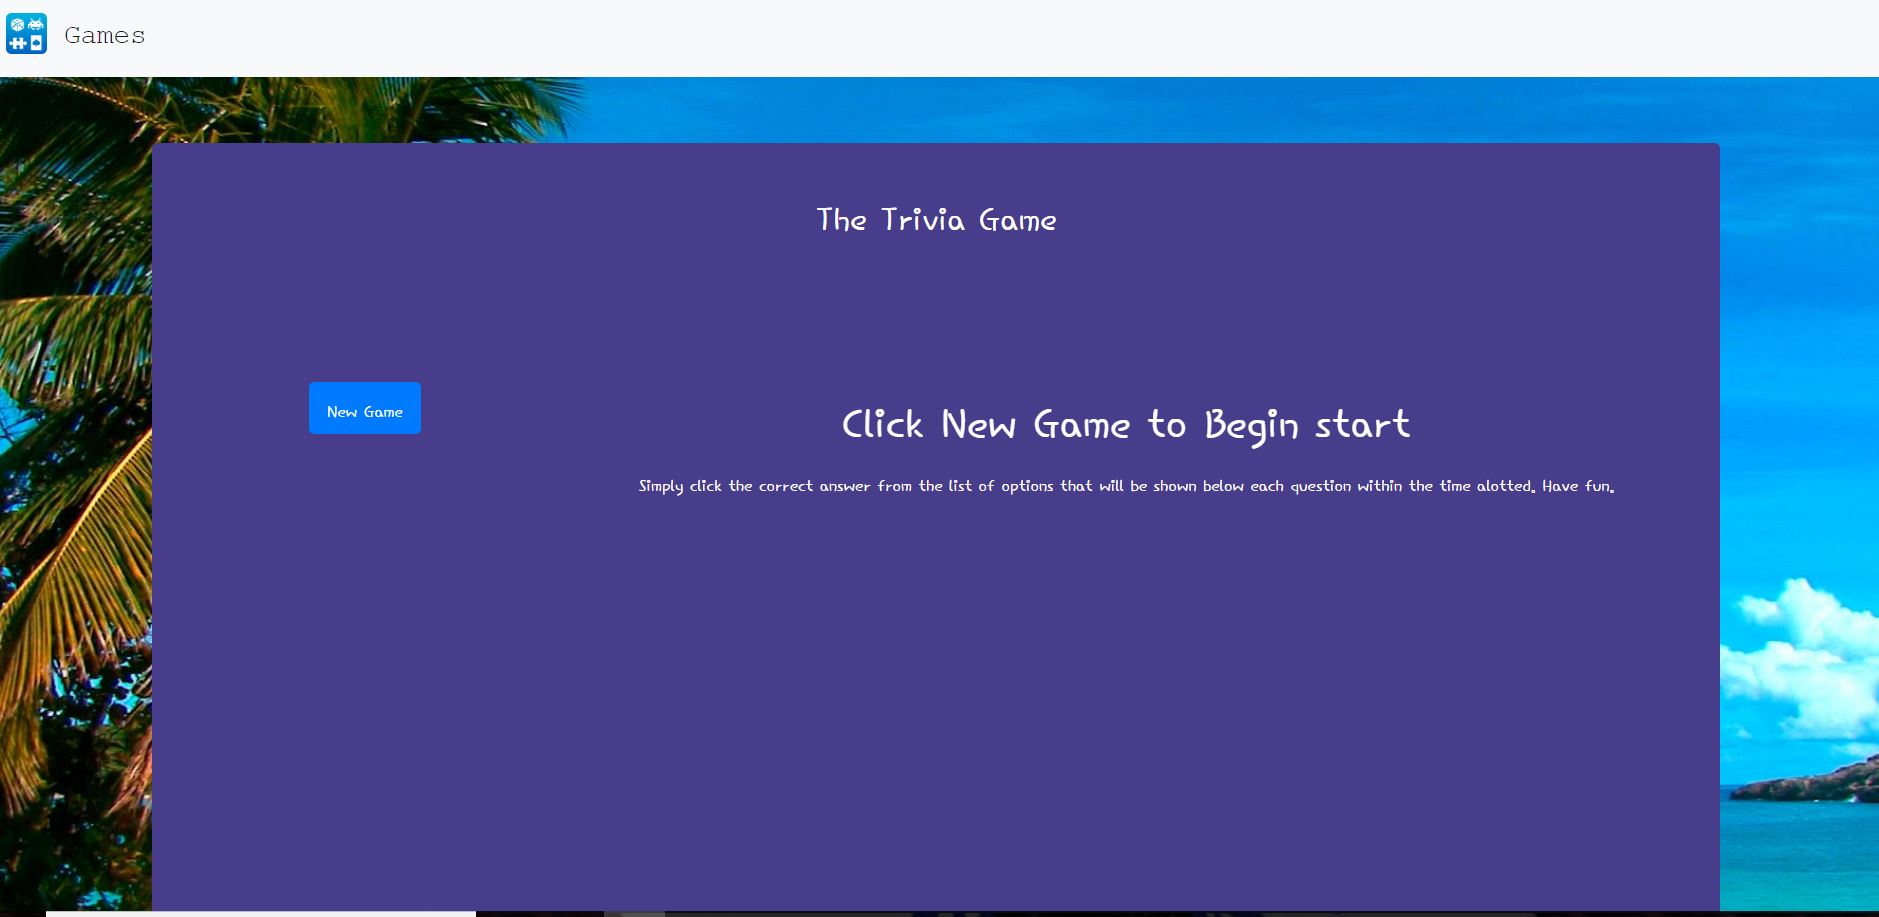 Games
The Trivia Game
New Game
Click New Game to Begin start
Simply click the correct answer from the list of options that will be shown below each question within the time alotted. Have fun.